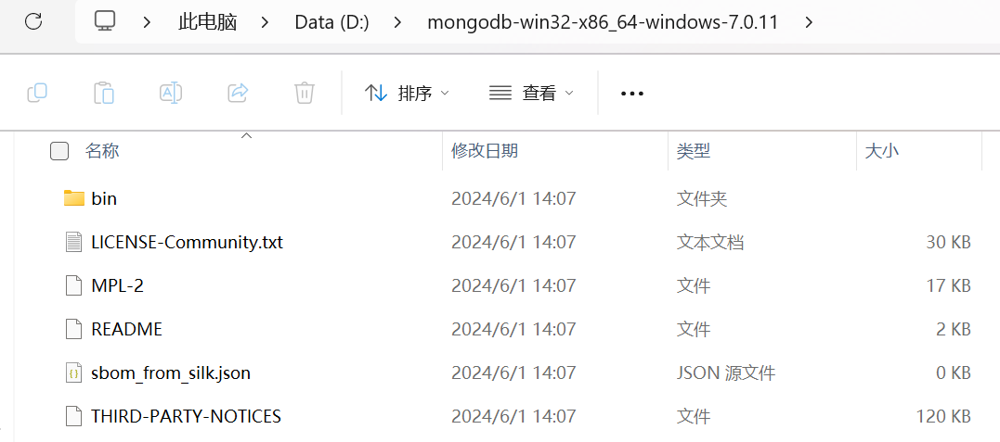 此电脑 Data (D:) mongodb-win32-x86_64-windows-7.0.11
排序 查看
名称 修改日期 类型 大小
bin 2024/6/1 14:07 文件夹
LICENSE-Community.txt 2024/6/1 14:07 文本文档 30 KB
MPL-2 2024/6/1 14:07 文件 17 KB
README 2024/6/1 14:07 文件 2 KB
sbom_from_silk.json 2024/6/1 14:07 JSON 源文件 0 KB
THIRD-PARTY-NOTICES 2024/6/1 14:07 文件 120 KB